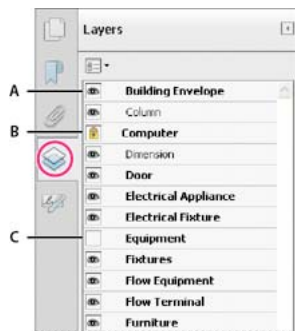 Layers
A
Building Envelope
Column
B
Computer
Dimension
Door
Electrical Appliance
Electrical Fixture
C
Equipment
Fixtures
Flow Equipment
Flow Terminal
Furniture